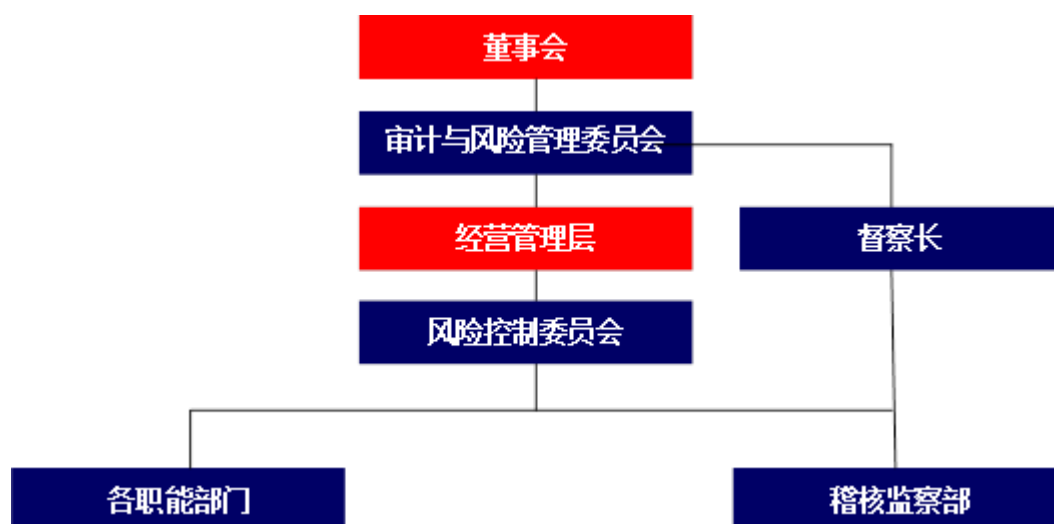 董事会
审计与风险管理委员会
经营管理层
督察长
风险控制委员会
各职能部门
稽核监察部